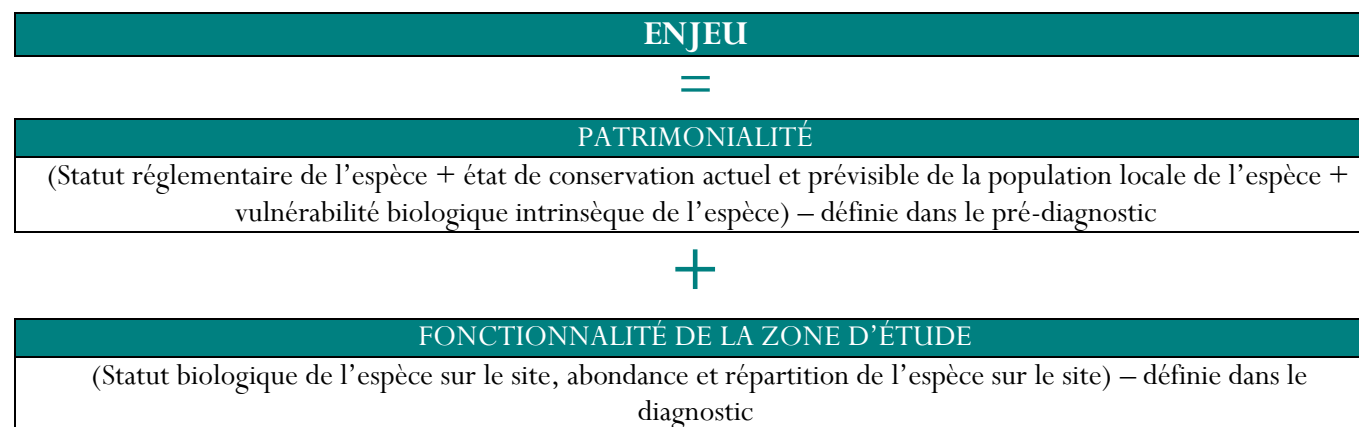 ENJEU
=
PATRIMONIALITÉ
(Statut réglementaire de l’espèce + état de conservation actuel et prévisible de la population locale de l’espèce +
vulnérabilité biologique intrinsèque de l’espèce) – définie dans le pré-diagnostic
+
FONCTIONNALITÉ DE LA ZONE D’ÉTUDE
(Statut biologique de l’espèce sur le site, abondance et répartition de l’espèce sur le site) – définie dans le
diagnostic